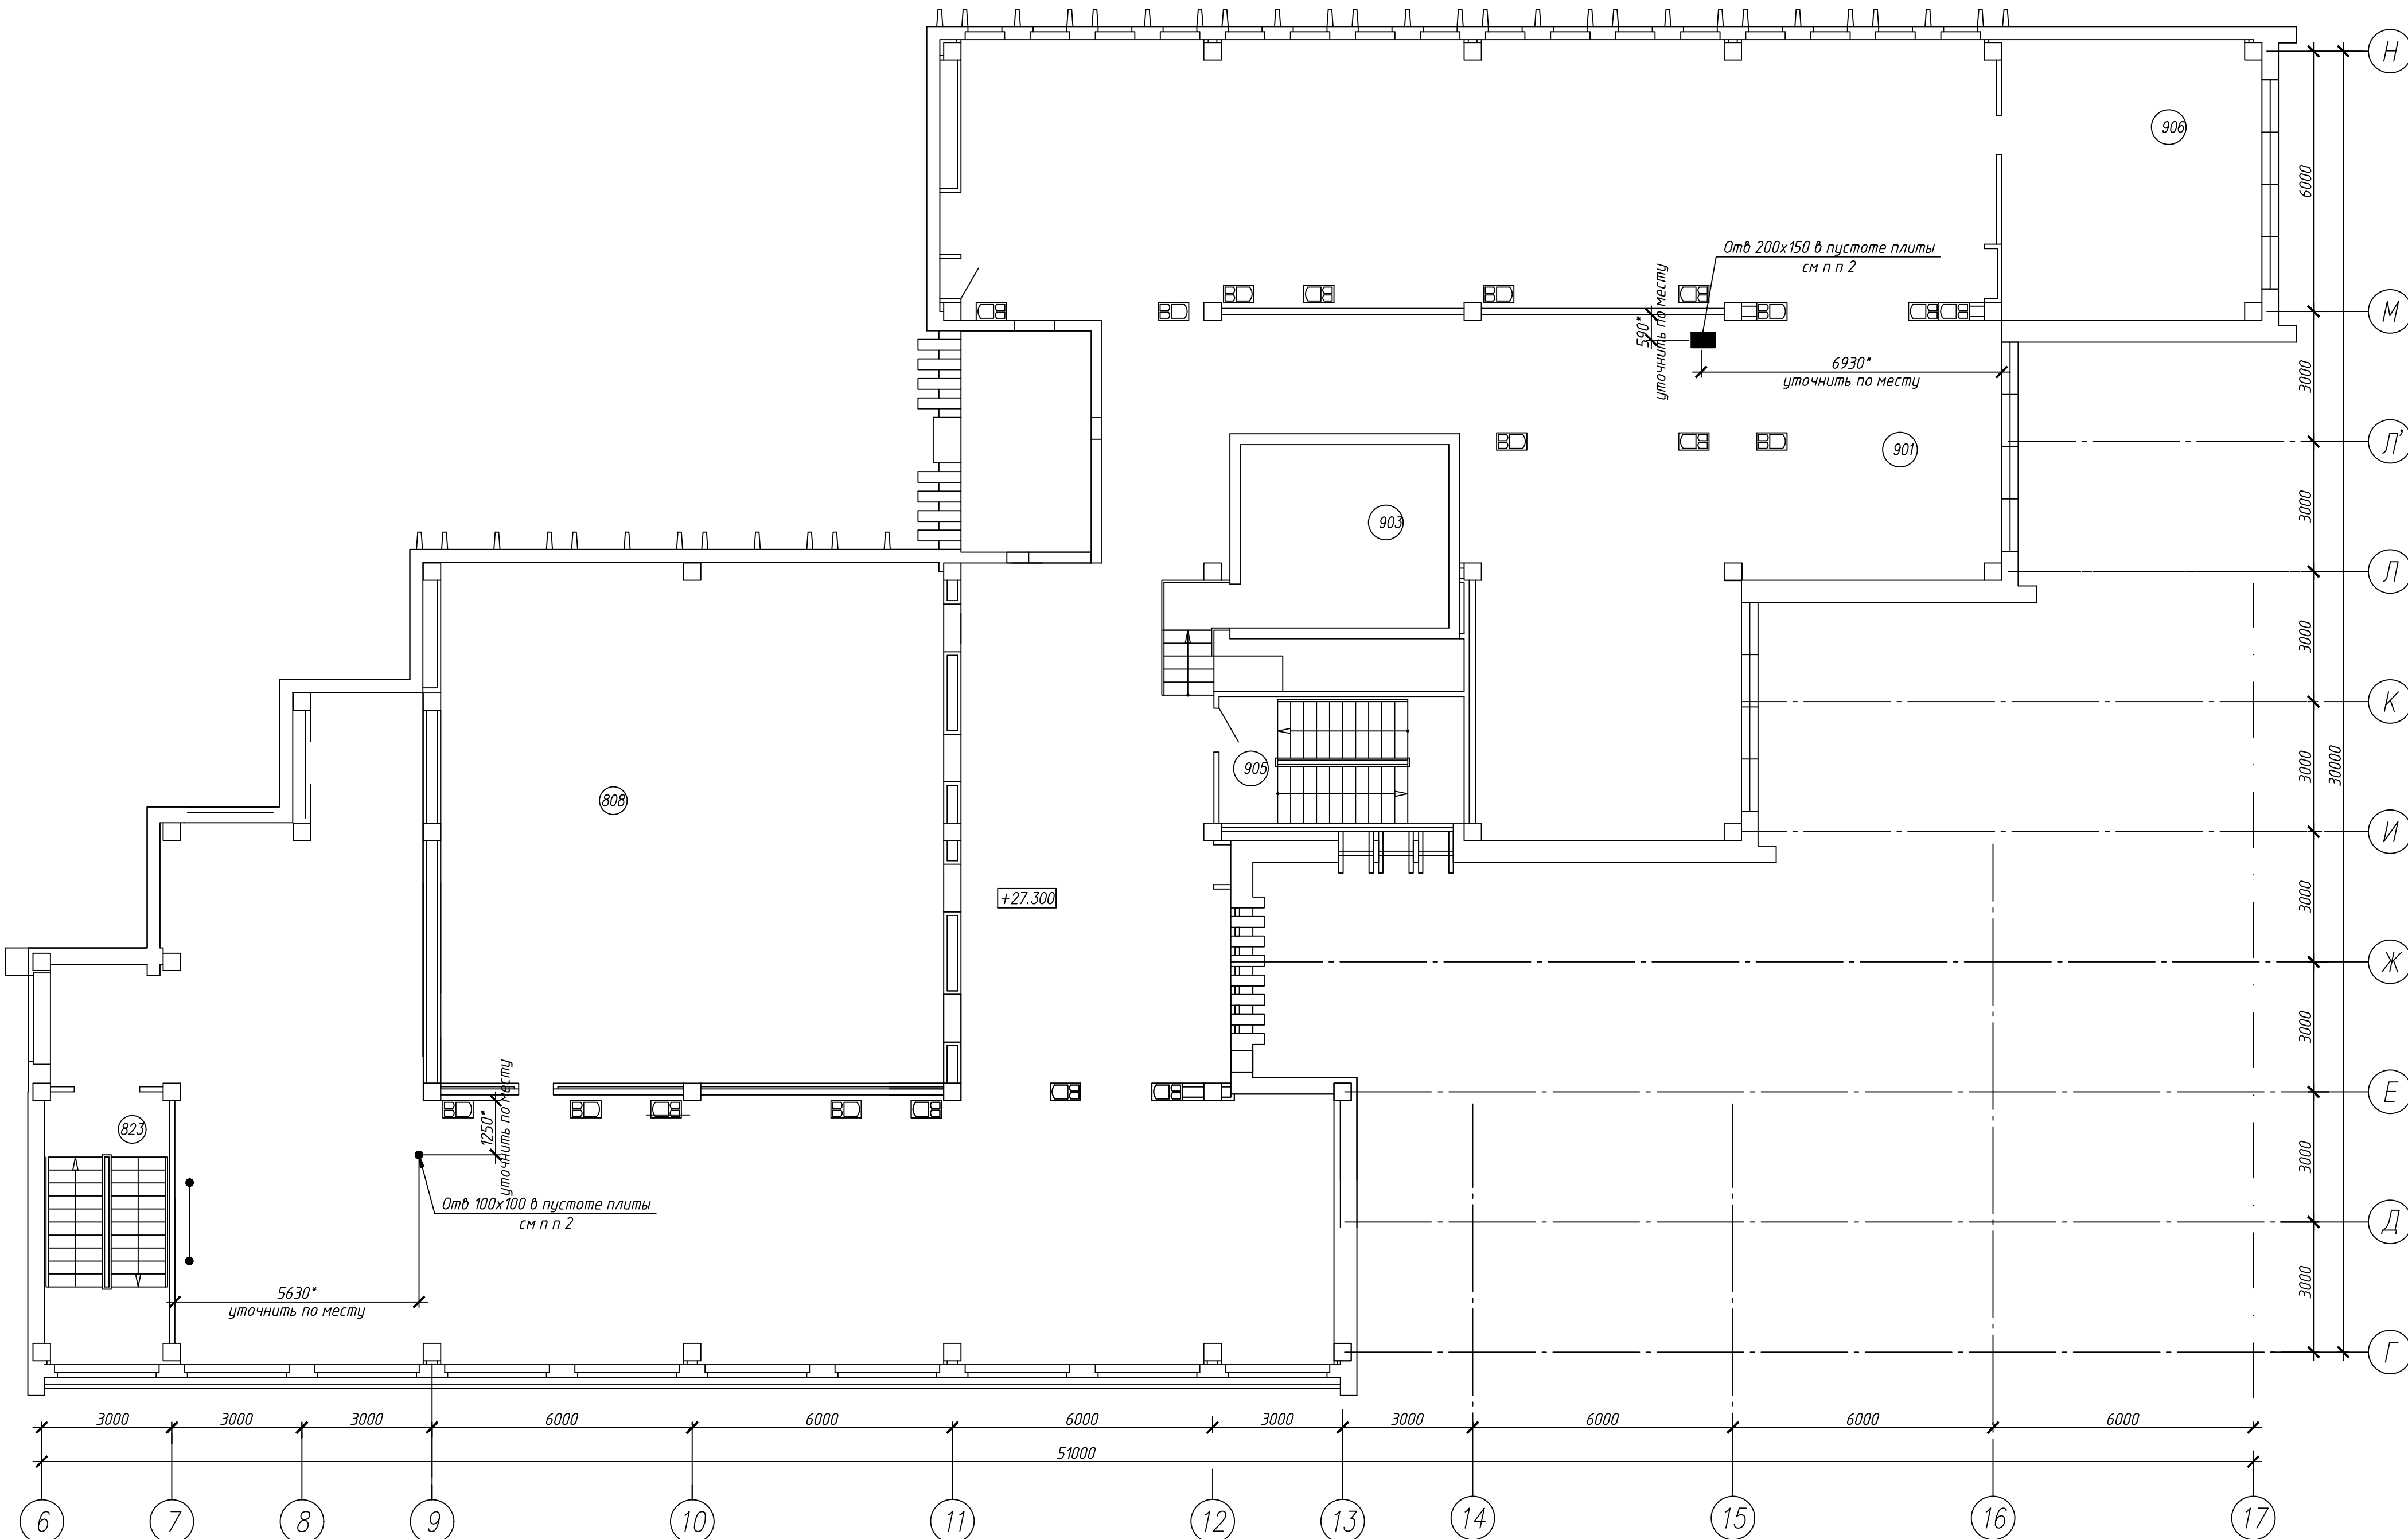 Н
906
6000
Отв 200х150 в пустоте плиты
см п п 2
М
590*
уточнить по месту
6930*
уточнить по месту
3000
Л'
901
903
3000
Л
3000
К
905
808
3000
30000
И
+27.300
3000
Ж
3000
Е
823
1250*
уточнить по месту
3000
Отв 100х100 в пустоте плиты
см п п 2
Д
5630*
уточнить по месту
3000
Г
3000 3000 3000 6000 6000 6000 3000 3000 6000 6000 6000
51000
6 7 8 9 10 11 12 13 14 15 16 17